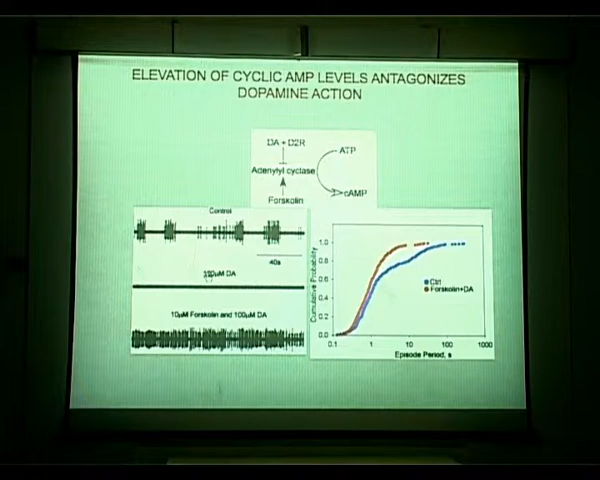 ELEVATION OF CYCLIC AMP LEVELS ANTAGONIZES
DOPAMINE ACTION
DA + D2R
ATP
Adenylyl cyclase
cAMP
Forskolin
Control
40s
100µM DA
10µM Forskolin and 100µM DA
Cumulative Probability
1.0
0.8
0.6
0.4
0.2
0.0
Ctrl
Forskolin+DA
0.1 1 10 100 1000
Episode Period, s